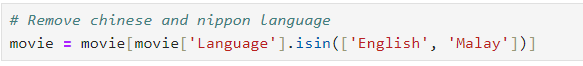 # Remove chinese and nippon language
movie = movie[movie['Language'].isin(['English', 'Malay'])]